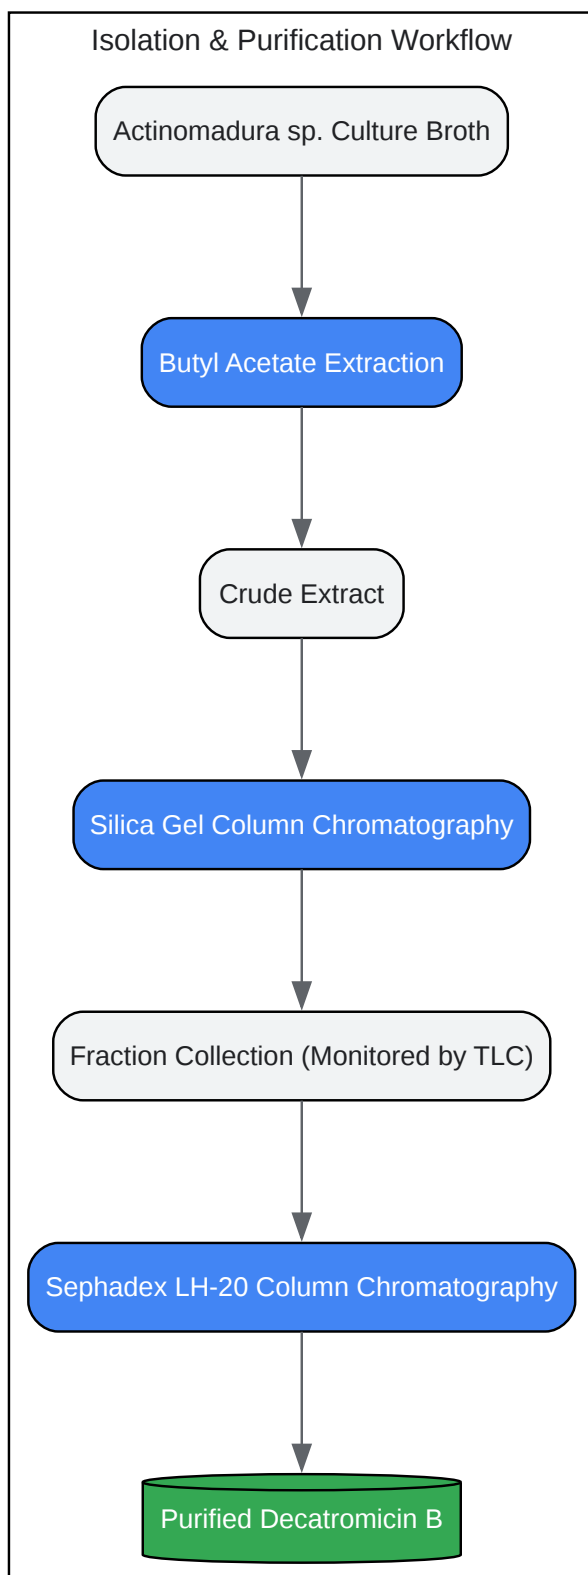 Isolation & Purification Workflow
Actinomadura sp. Culture Broth
Butyl Acetate Extraction
Crude Extract
Silica Gel Column Chromatography
Fraction Collection (Monitored by TLC)
Sephadex LH-20 Column Chromatography
Purified Decatromicin B